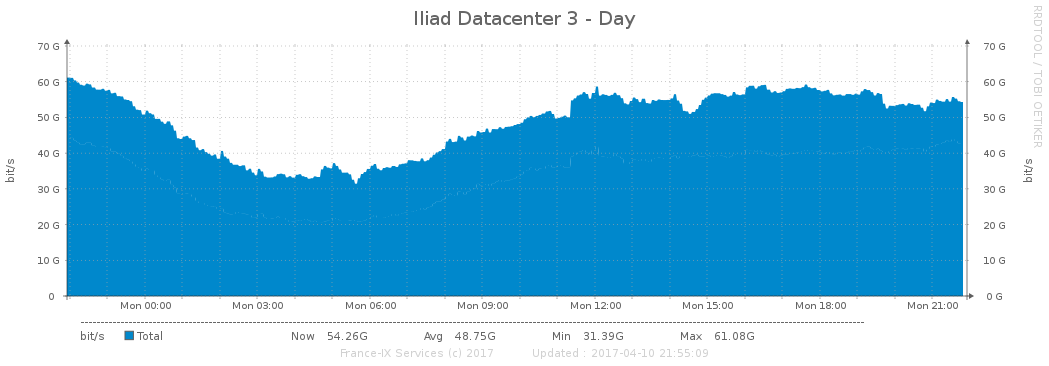 Iliad Datacenter 3 - Day
RRDTOOL / TOBI OETIKER
bit/s
70 G
60 G
50 G
40 G
30 G
20 G
10 G
0
70 G
60 G
50 G
40 G
30 G
20 G
10 G
0 G
bit/s
Mon 00:00 Mon 03:00 Mon 06:00 Mon 09:00 Mon 12:00 Mon 15:00 Mon 18:00 Mon 21:00
bit/s Total Now 54.26G Avg 48.75G Min 31.39G Max 61.08G
France-IX Services (c) 2017 Updated : 2017-04-10 21:55:09